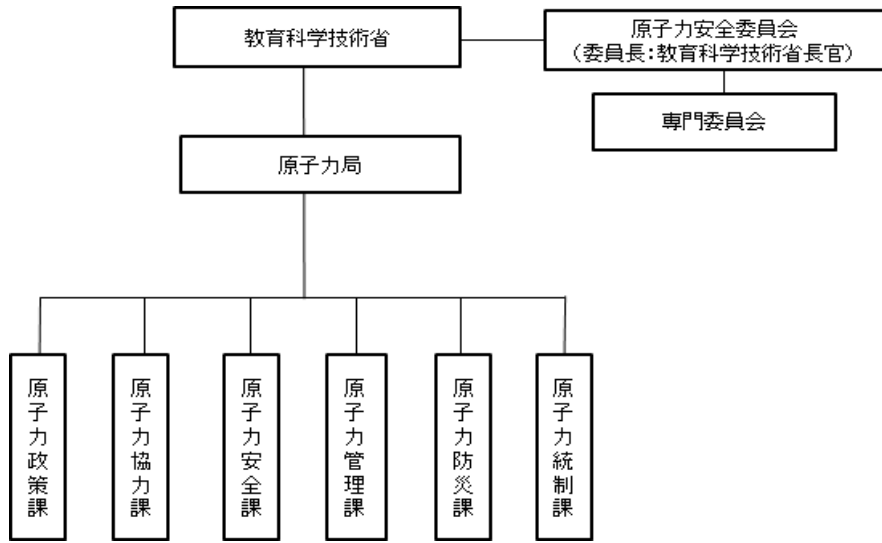 教育科学技術省
原子力安全委員会
（委員長：教育科学技術省長官）
専門委員会
原子力局
原子力政策課
原子力協力課
原子力安全課
原子力管理課
原子力防災課
原子力統制課